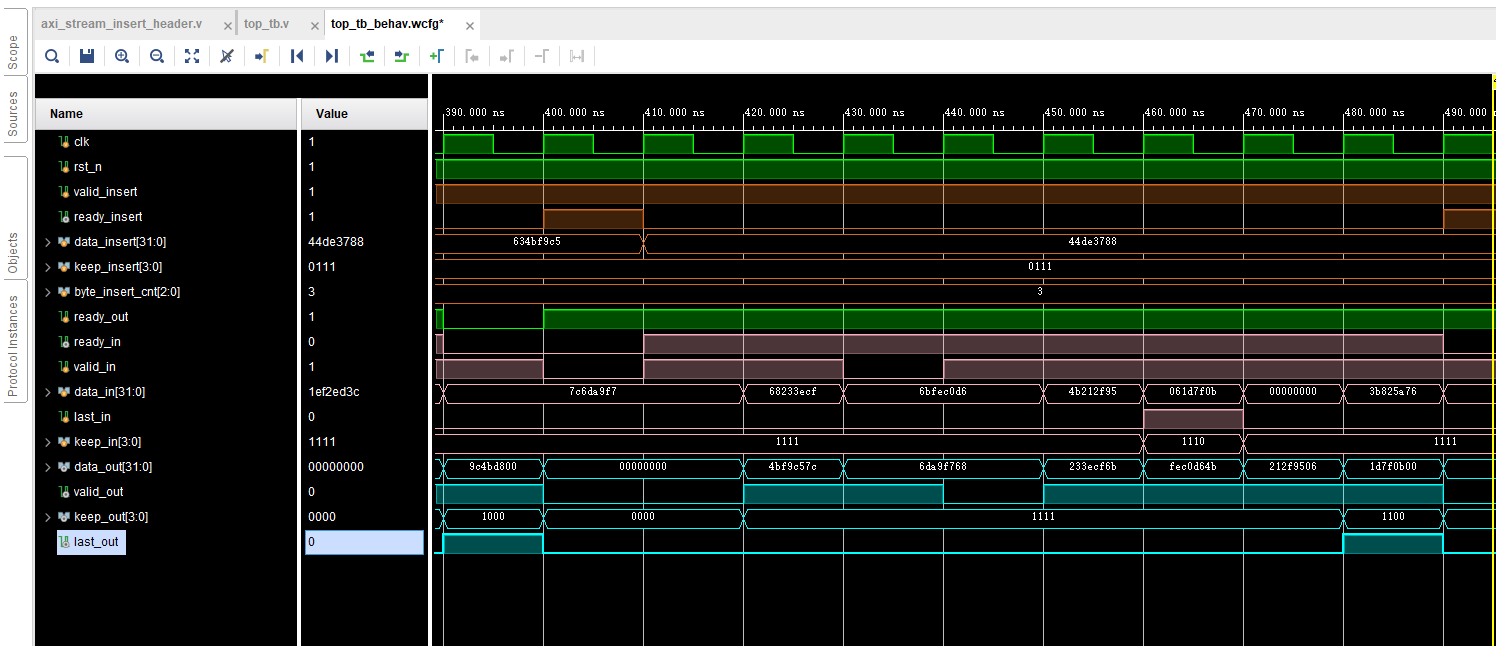 axi_stream_insert_header.v × top_tb.v × top_tb_behav.wcfg* ×
Scope
Sources
Objects
Protocol Instances
Name Value
390.000 ns 400.000 ns 410.000 ns 420.000 ns 430.000 ns 440.000 ns 450.000 ns 460.000 ns 470.000 ns 480.000 ns 490.000 ns
clk 1
rst_n 1
valid_insert 1
ready_insert 1
data_insert[31:0] 44de3788 634bf9c5 44de3788
keep_insert[3:0] 0111 0111
byte_insert_cnt[2:0] 3 3
ready_out 1
ready_in 0
valid_in 1
data_in[31:0] 1ef2ed3c 7c6da9f7 68233ecf 6bfec0d6 4b212f95 061d7f0b 00000000 3b825a76
last_in 0
keep_in[3:0] 1111 1111 1110 1111
data_out[31:0] 00000000 9c4bd800 00000000 4bf9c57c 6da9f768 233ecf6b fec0d64b 212f9506 1d7f0b00
valid_out 0
keep_out[3:0] 0000 1000 0000 1111 1100
last_out 0